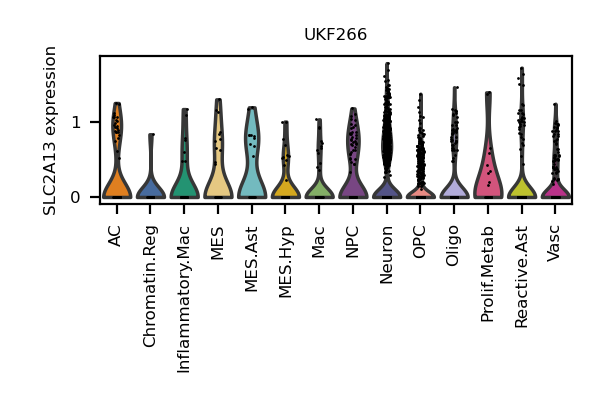 UKF266
SLC2A13 expression
1
0
AC
Chromatin.Reg
Inflammatory.Mac
MES
MES.Ast
MES.Hyp
Mac
NPC
Neuron
OPC
Oligo
Prolif.Metab
Reactive.Ast
Vasc